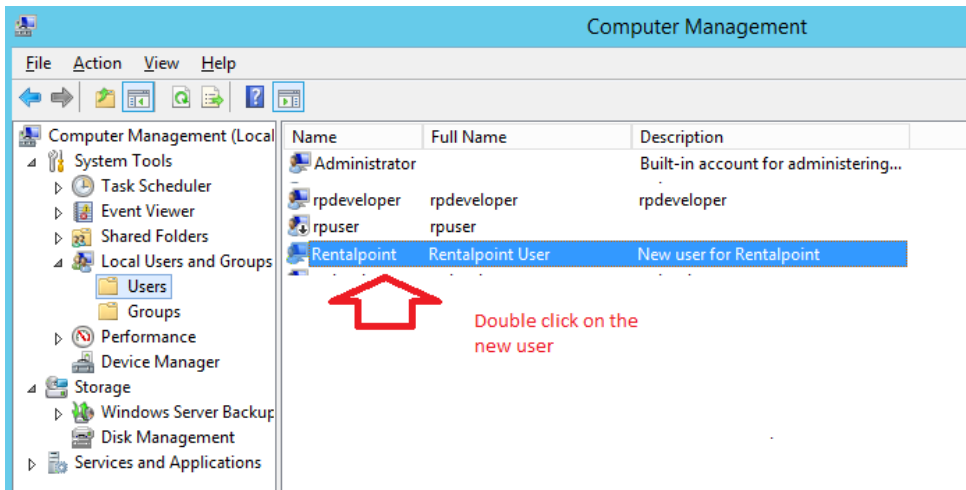 Computer Management
File Action View Help
Computer Management (Local
System Tools
Task Scheduler
Event Viewer
Shared Folders
Local Users and Groups
Users
Groups
Performance
Device Manager
Storage
Windows Server Backup
Disk Management
Services and Applications
Name Full Name Description
Administrator Built-in account for administering...
rpdeveloper rpdeveloper rpdeveloper
rpuser rpuser
Rentalpoint Rentalpoint User New user for Rentalpoint
Double click on the
new user